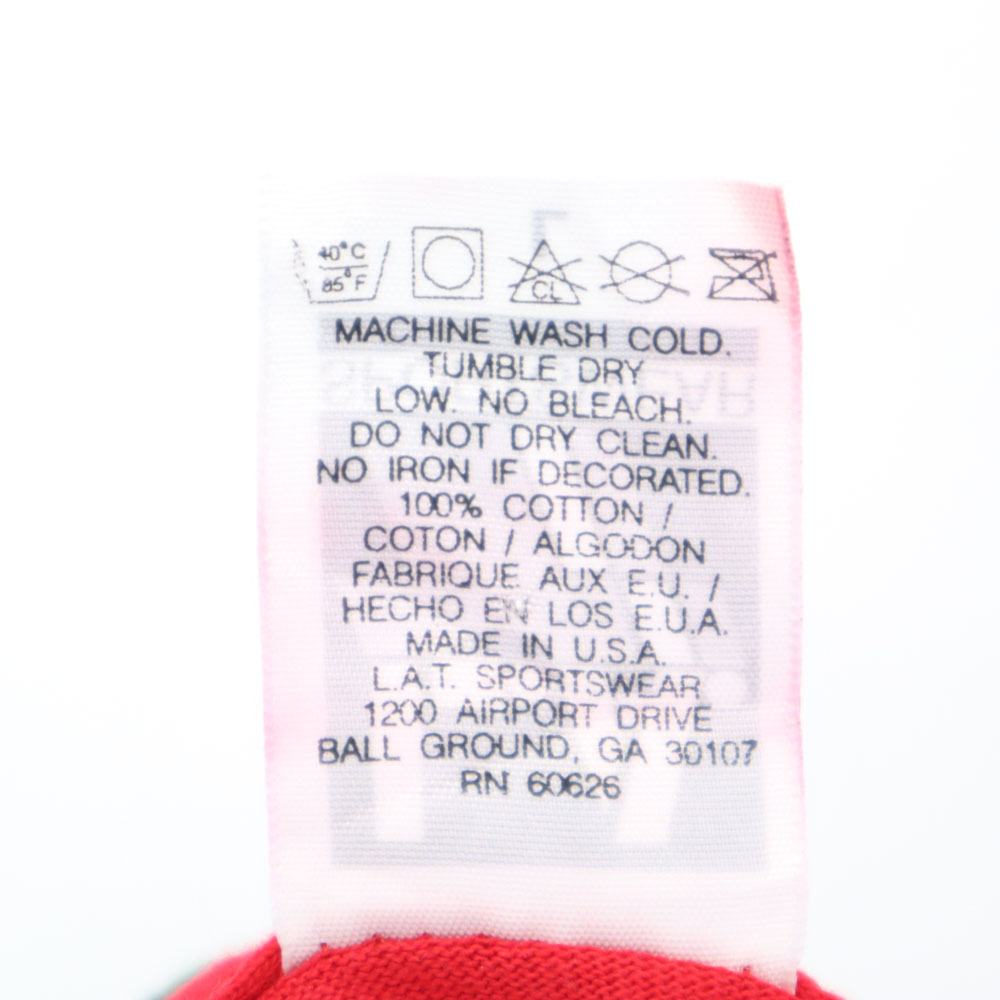 40°C
85°F
CL
MACHINE WASH COLD.
TUMBLE DRY
LOW. NO BLEACH.
DO NOT DRY CLEAN.
NO IRON IF DECORATED.
100% COTTON /
COTON / ALGODON
FABRIQUE AUX E.U. /
HECHO EN LOS E.U.A.
MADE IN U.S.A.
L.A.T. SPORTSWEAR
1200 AIRPORT DRIVE
BALL GROUND, GA 30107
RN 60626